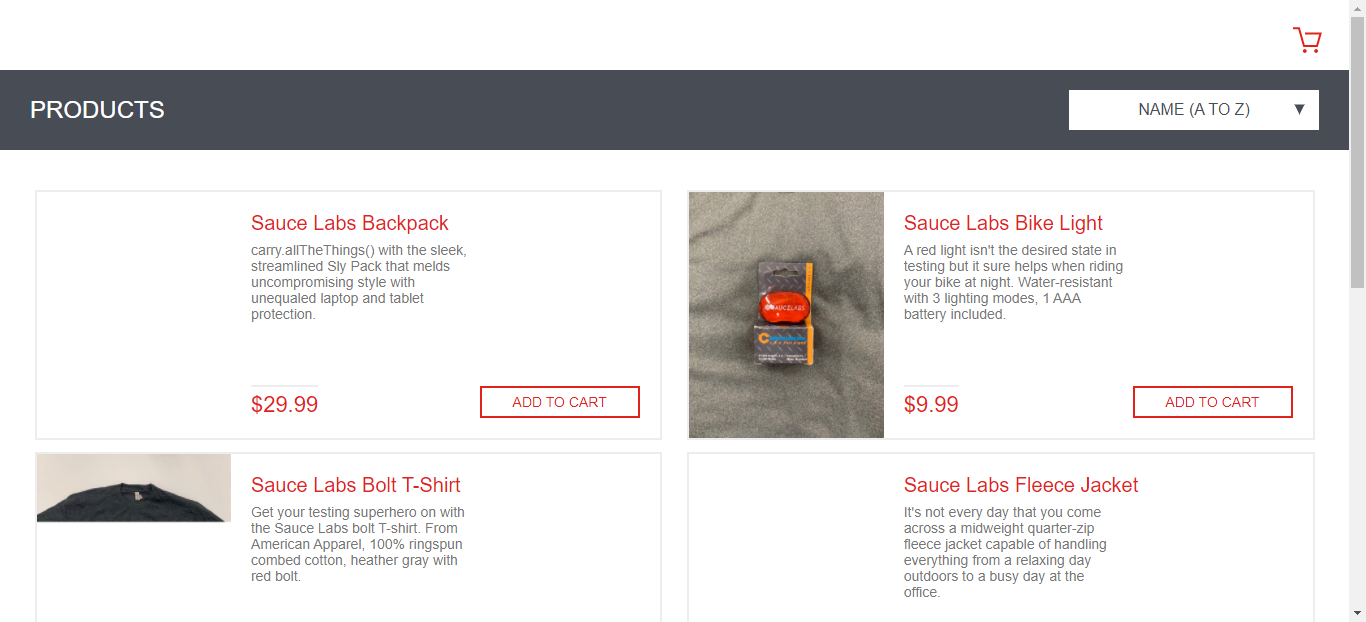 PRODUCTS
NAME (A TO Z)
Sauce Labs Backpack
carry.allTheThings() with the sleek,
streamlined Sly Pack that melds
uncompromising style with
unequaled laptop and tablet
protection.
$29.99
ADD TO CART
Sauce Labs Bike Light
A red light isn't the desired state in
testing but it sure helps when riding
your bike at night. Water-resistant
with 3 lighting modes, 1 AAA
battery included.
$9.99
ADD TO CART
Sauce Labs Bolt T-Shirt
Get your testing superhero on with
the Sauce Labs bolt T-shirt. From
American Apparel, 100% ringspun
combed cotton, heather gray with
red bolt.
Sauce Labs Fleece Jacket
It's not every day that you come
across a midweight quarter-zip
fleece jacket capable of handling
everything from a relaxing day
outdoors to a busy day at the
office.